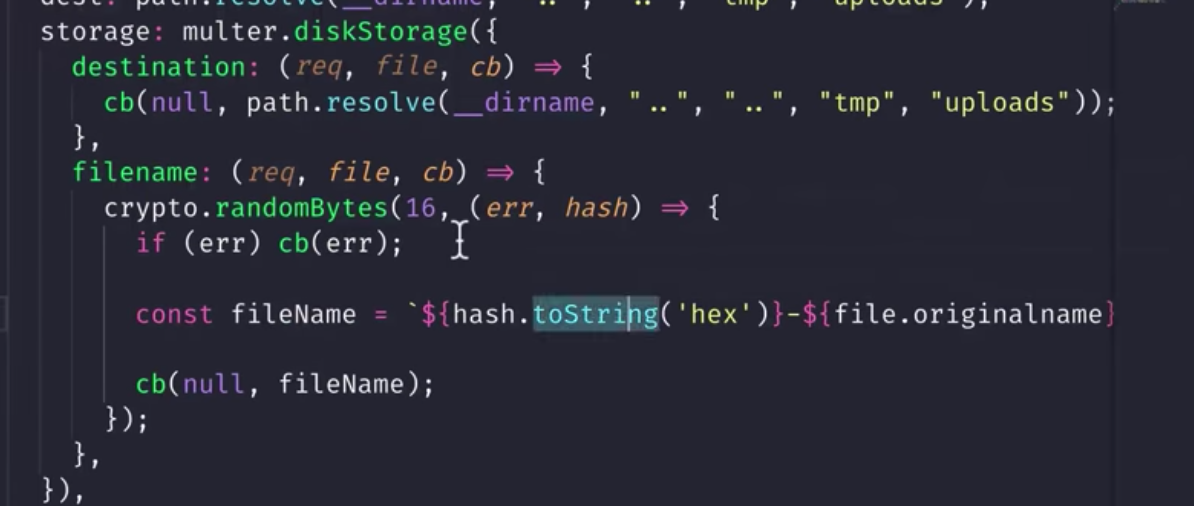 dest: path.resolve(__dirname, "..", "..", "tmp", "uploads"),
storage: multer.diskStorage({
destination: (req, file, cb) => {
cb(null, path.resolve(__dirname, "..", "..", "tmp", "uploads"));
},
filename: (req, file, cb) => {
crypto.randomBytes(16, (err, hash) => {
if (err) cb(err);
const fileName = `${hash.toString('hex')}-${file.originalname}
cb(null, fileName);
});
},
}),